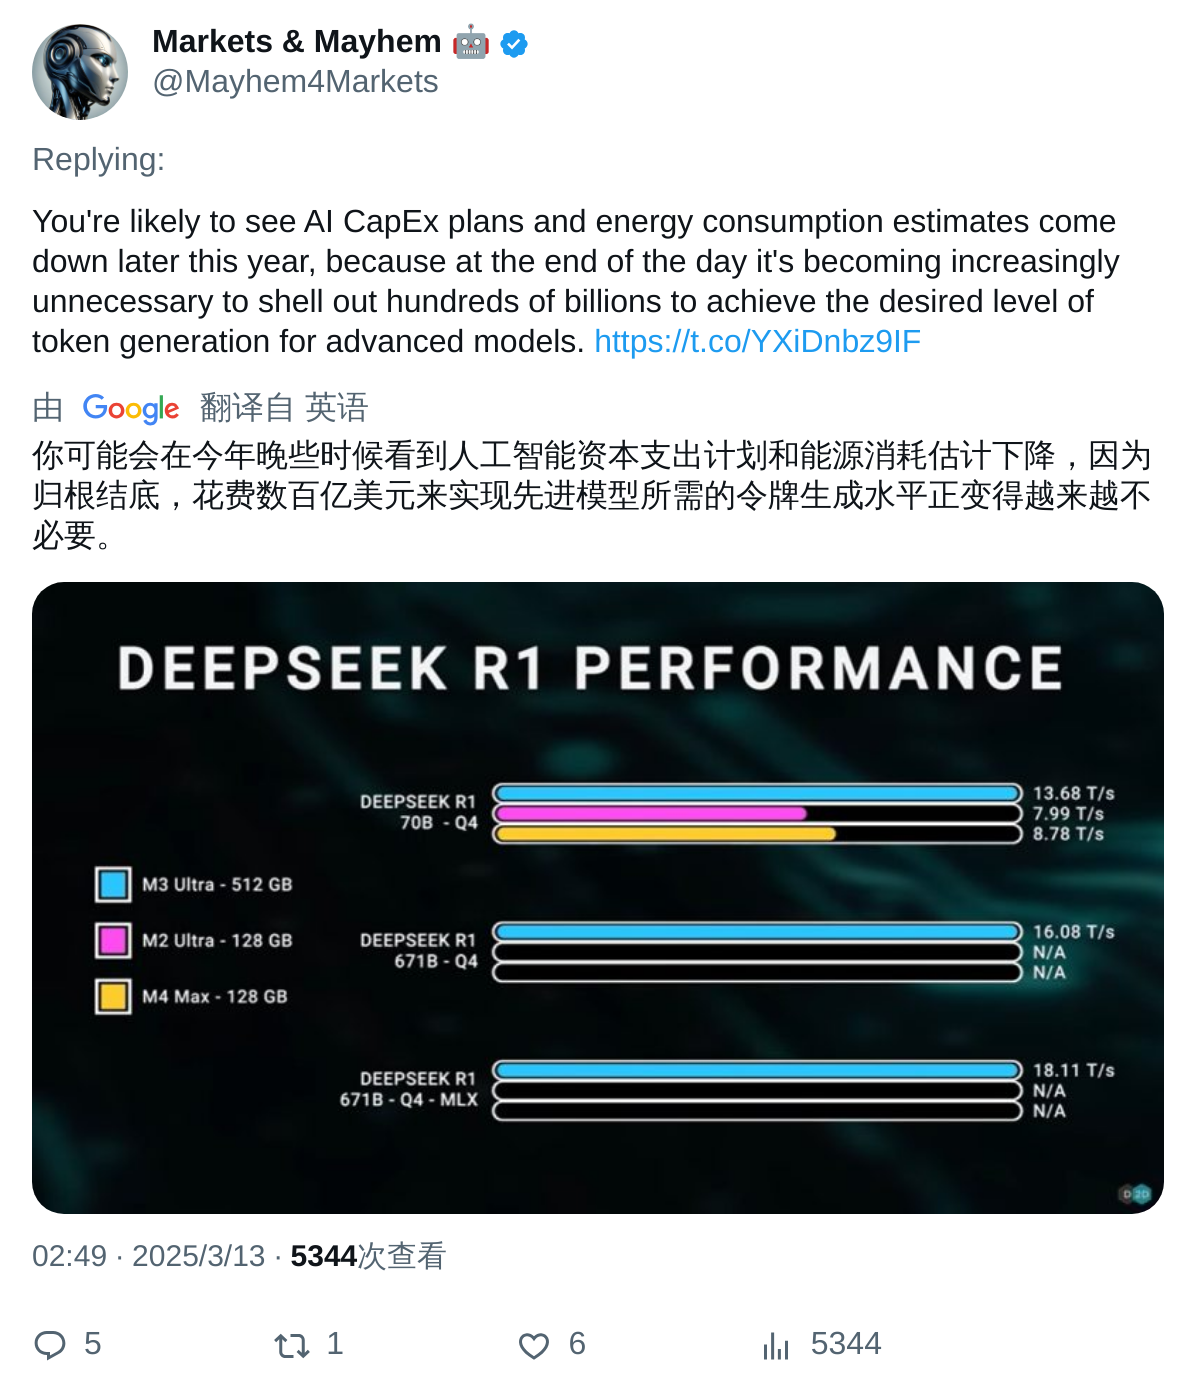 Markets & Mayhem 🤖
@Mayhem4Markets
Replying:
You're likely to see AI CapEx plans and energy consumption estimates come
down later this year, because at the end of the day it's becoming increasingly
unnecessary to shell out hundreds of billions to achieve the desired level of
token generation for advanced models. https://t.co/YXiDnbz9IF
由 Google 翻译自 英语
你可能会在今年晚些时候看到人工智能资本支出计划和能源消耗估计下降，因为
归根结底，花费数百亿美元来实现先进模型所需的令牌生成水平正变得越来越不
必要。
DEEPSEEK R1 PERFORMANCE
DEEPSEEK R1
70B - Q4
13.68 T/s
7.99 T/s
8.78 T/s
M3 Ultra - 512 GB
M2 Ultra - 128 GB
M4 Max - 128 GB
DEEPSEEK R1
671B - Q4
16.08 T/s
N/A
N/A
DEEPSEEK R1
671B - Q4 - MLX
18.11 T/s
N/A
N/A
D2D
02:49 · 2025/3/13 · 5344次查看
5 1 6 5344